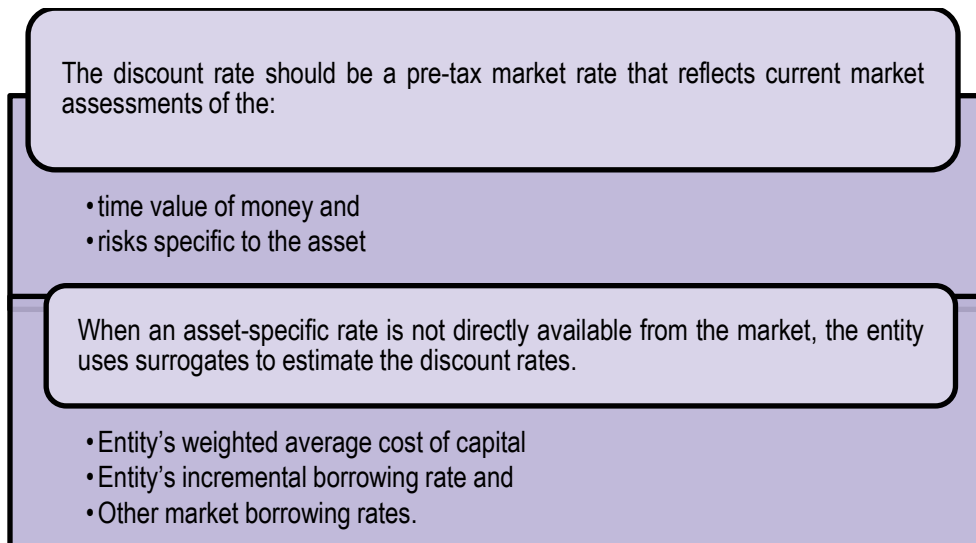 The discount rate should be a pre-tax market rate that reflects current market
assessments of the:
•time value of money and
•risks specific to the asset
When an asset-specific rate is not directly available from the market, the entity
uses surrogates to estimate the discount rates.
•Entity’s weighted average cost of capital
•Entity’s incremental borrowing rate and
•Other market borrowing rates.